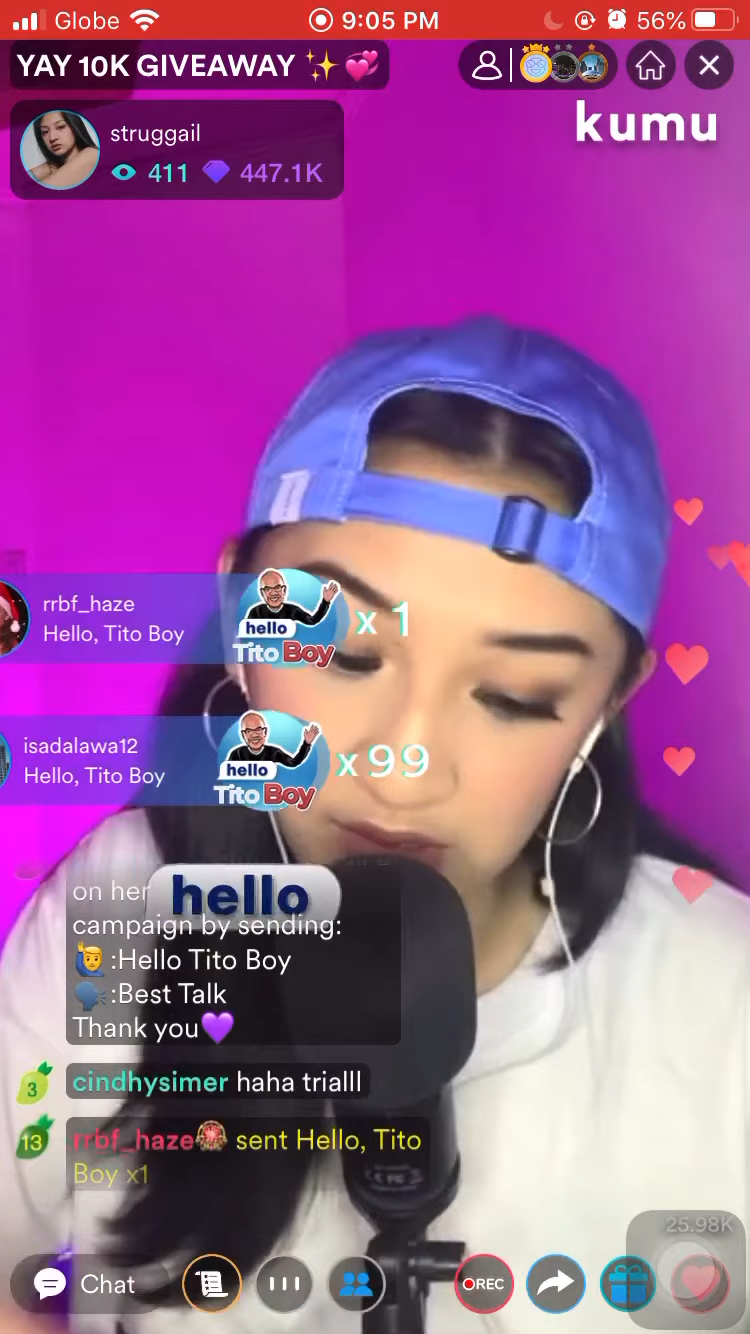 Globe
9:05 PM
56%
YAY 10K GIVEAWAY ✨💞
kumu
struggail
411
447.1K
rrbf_haze
Hello, Tito Boy
hello
Tito Boy
x 1
isadalawa12
Hello, Tito Boy
hello
Tito Boy
x 99
on her
hello
campaign by sending:
🙋‍♂️:Hello Tito Boy
🗣️:Best Talk
Thank you💜
3
cindhysimer haha trialll
13
rrbf_haze sent Hello, Tito
Boy x1
25.98K
Chat
REC